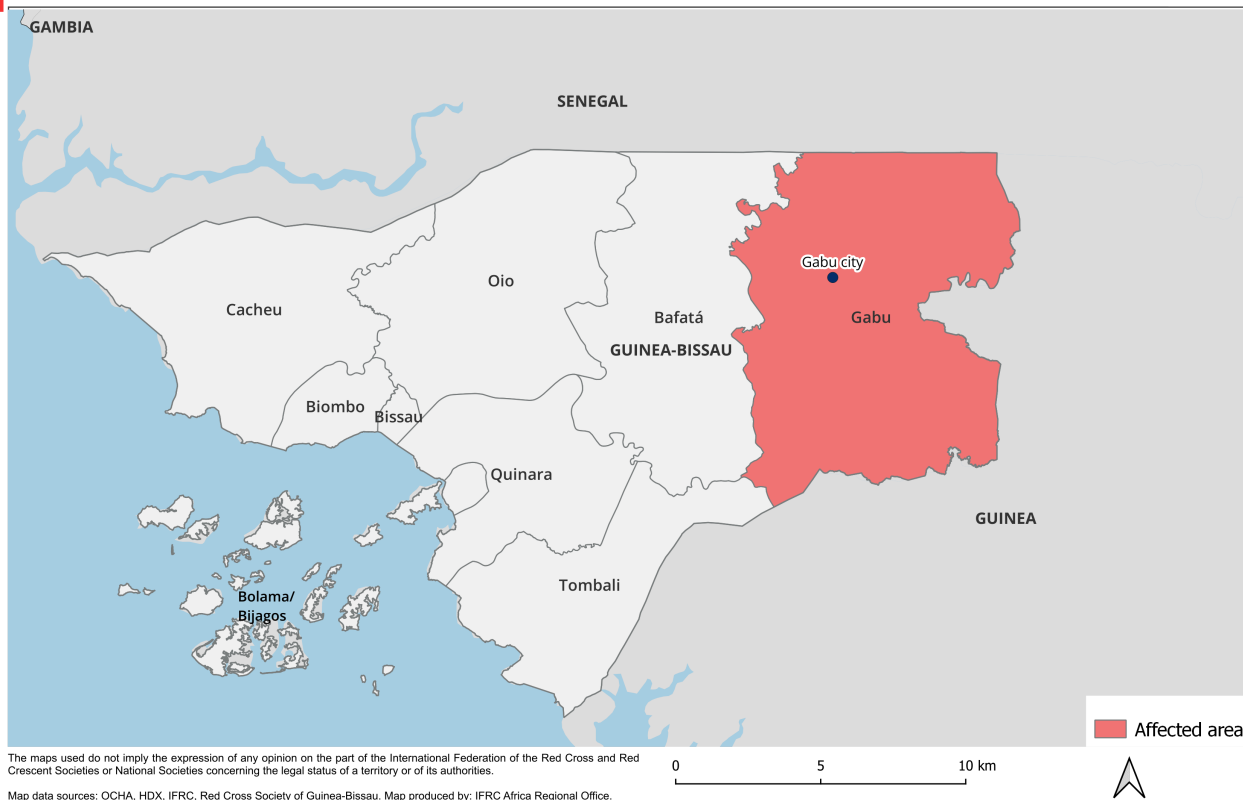 GAMBIA
SENEGAL
Gabu city
Oio
Cacheu
Bafatá
Gabu
GUINEA-BISSAU
Biombo
Bissau
Quinara
GUINEA
Tombali
Bolama/
Bijagos
Affected area
The maps used do not imply the expression of any opinion on the part of the International Federation of the Red Cross and Red
Crescent Societies or National Societies concerning the legal status of a territory or of its authorities.
0 5 10 km
Map data sources: OCHA, HDX, IFRC, Red Cross Society of Guinea-Bissau. Map produced by: IFRC Africa Regional Office.